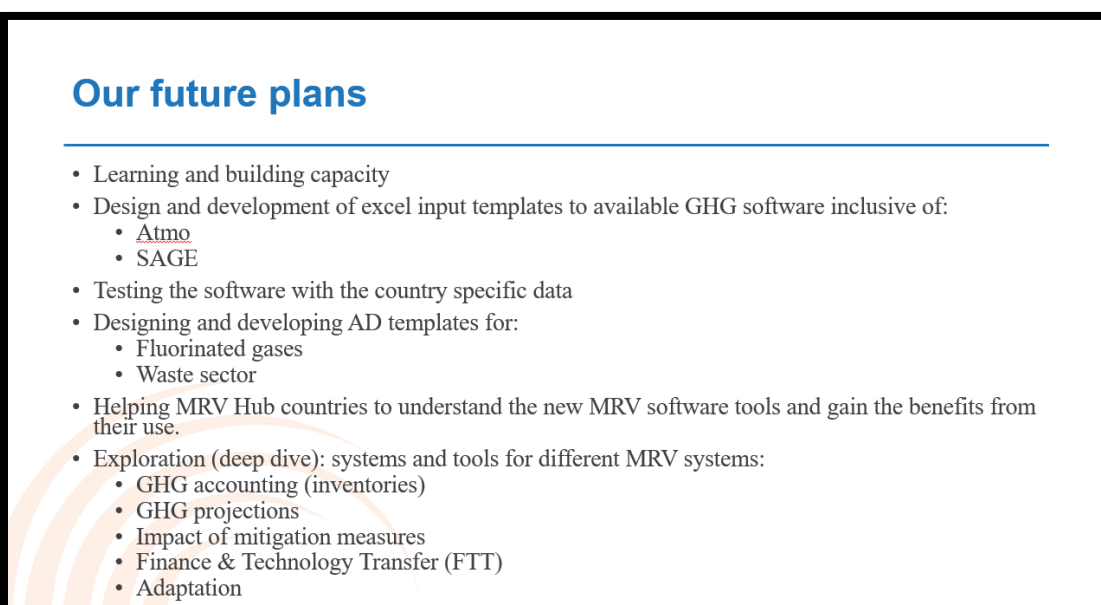 Our future plans
• Learning and building capacity
• Design and development of excel input templates to available GHG software inclusive of:
• Atmo
• SAGE
• Testing the software with the country specific data
• Designing and developing AD templates for:
• Fluorinated gases
• Waste sector
• Helping MRV Hub countries to understand the new MRV software tools and gain the benefits from
their use.
• Exploration (deep dive): systems and tools for different MRV systems:
• GHG accounting (inventories)
• GHG projections
• Impact of mitigation measures
• Finance & Technology Transfer (FTT)
• Adaptation